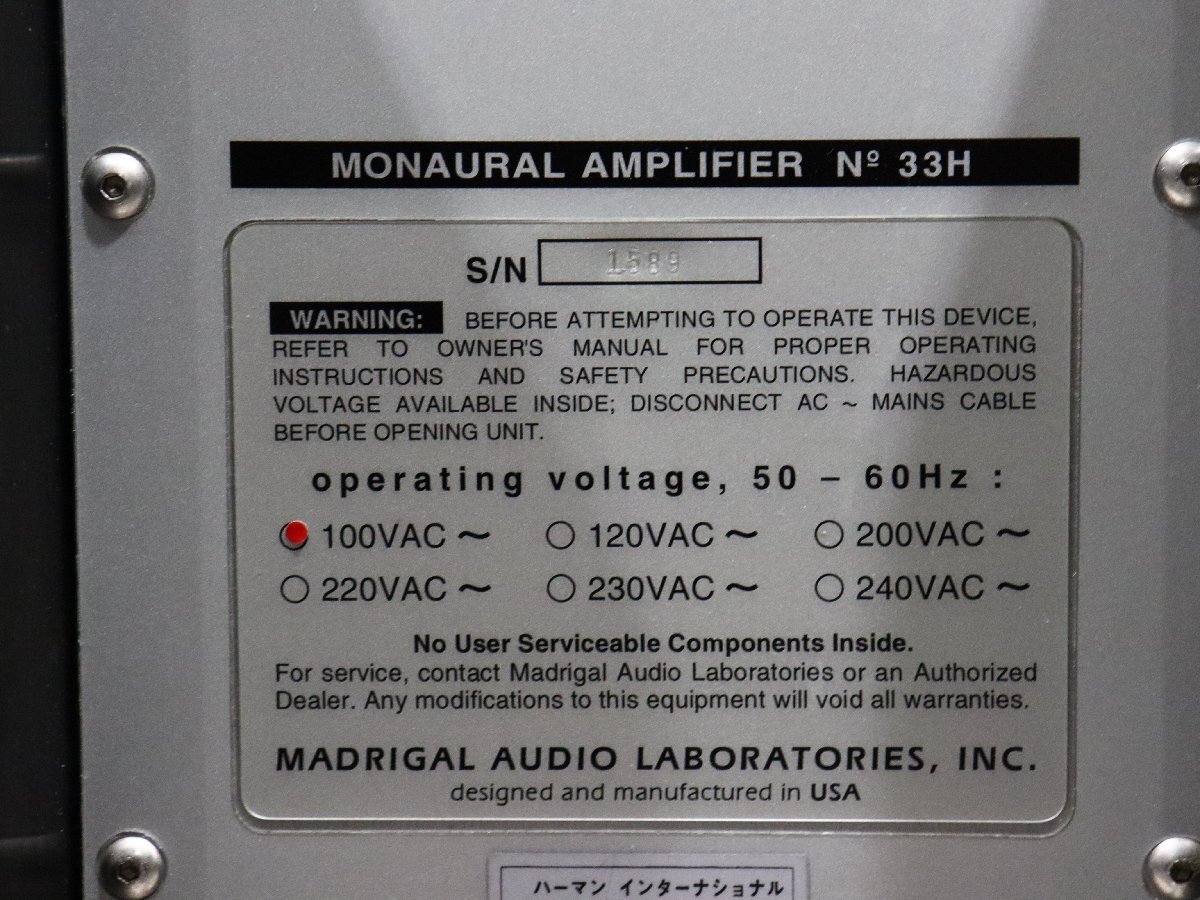 MONAURAL AMPLIFIER Nº 33H
S/N 1589
WARNING: BEFORE ATTEMPTING TO OPERATE THIS DEVICE,
REFER TO OWNER'S MANUAL FOR PROPER OPERATING
INSTRUCTIONS AND SAFETY PRECAUTIONS. HAZARDOUS
VOLTAGE AVAILABLE INSIDE; DISCONNECT AC ~ MAINS CABLE
BEFORE OPENING UNIT.
operating voltage, 50 – 60Hz :
100VAC ~ 120VAC ~ 200VAC ~
220VAC ~ 230VAC ~ 240VAC ~
No User Serviceable Components Inside.
For service, contact Madrigal Audio Laboratories or an Authorized
Dealer. Any modifications to this equipment will void all warranties.
MADRIGAL AUDIO LABORATORIES, INC.
designed and manufactured in USA
ハーマン インターナショナル